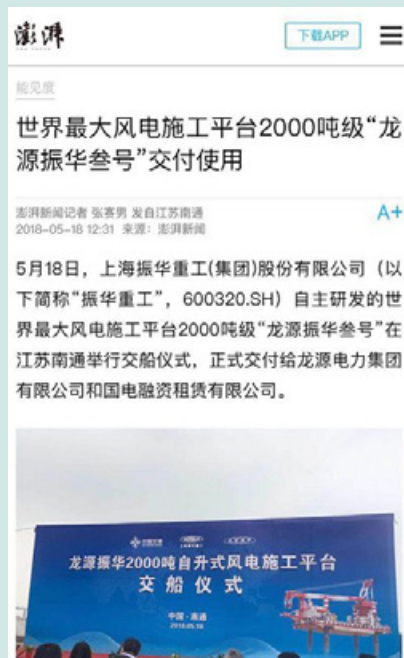 澎湃
下载APP
能见度
世界最大风电施工平台2000吨级“龙
源振华叁号”交付使用
澎湃新闻记者 张赛男 发自江苏南通
2018-05-18 12:31 来源：澎湃新闻
A+
5月18日，上海振华重工(集团)股份有限公司（以
下简称“振华重工”，600320.SH）自主研发的世
界最大风电施工平台2000吨级“龙源振华叁号”在
江苏南通举行交船仪式，正式交付给龙源电力集团
有限公司和国电融资租赁有限公司。
龙源振华2000吨自升式风电施工平台
交船仪式
中国·南通
2018.05.18